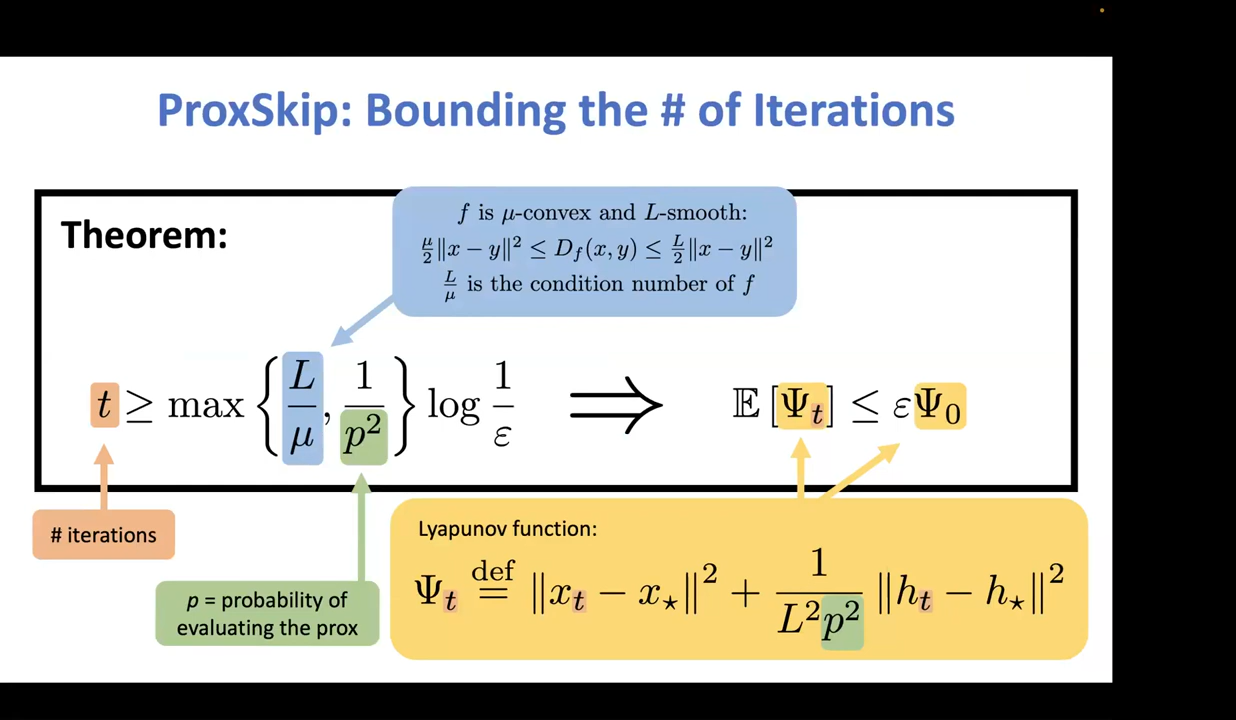 ProxSkip: Bounding the # of Iterations
Theorem:
f is μ-convex and L-smooth:
μ/2 ‖x − y‖² ≤ D_f(x, y) ≤ L/2 ‖x − y‖²
L/μ is the condition number of f
t ≥ max { L/μ, 1/p² } log 1/ε ⟹ 𝔼 [Ψ_t] ≤ εΨ_0
# iterations
p = probability of
evaluating the prox
Lyapunov function:
Ψ_t def= ‖x_t − x_⋆‖² + 1/(L²p²) ‖h_t − h_⋆‖²